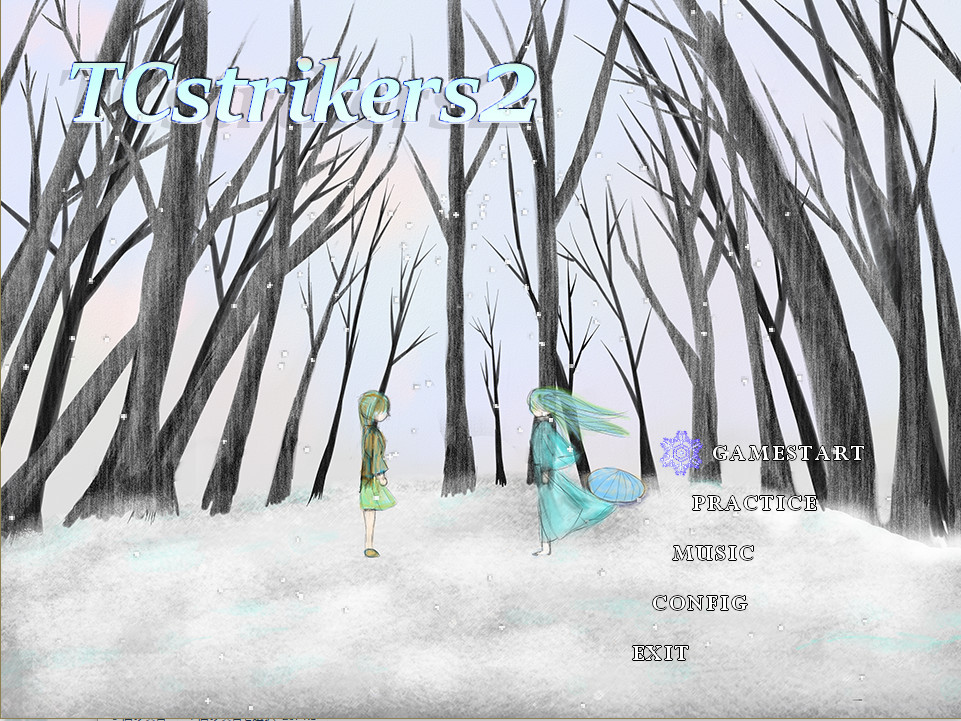 TCstrikers2
GAMESTART
PRACTICE
MUSIC
CONFIG
EXIT